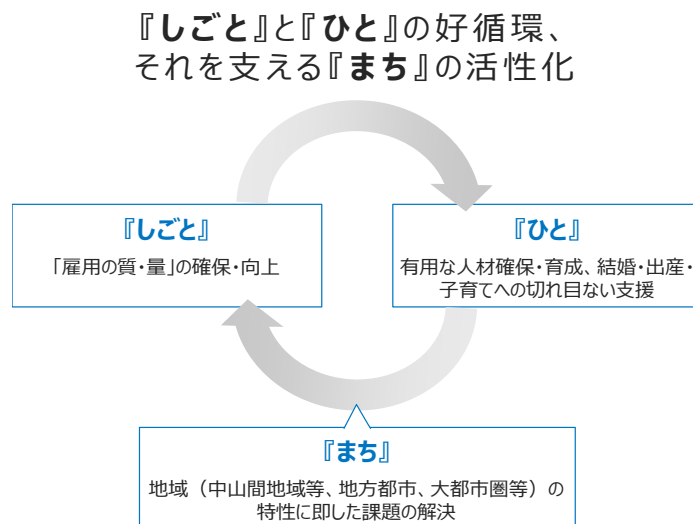 『しごと』と『ひと』の好循環、
それを支える『まち』の活性化
『しごと』
「雇用の質・量」の確保・向上
『ひと』
有用な人材確保・育成、結婚・出産・
子育てへの切れ目ない支援
『まち』
地域（中山間地域等、地方都市、大都市圏等）の
特性に即した課題の解決